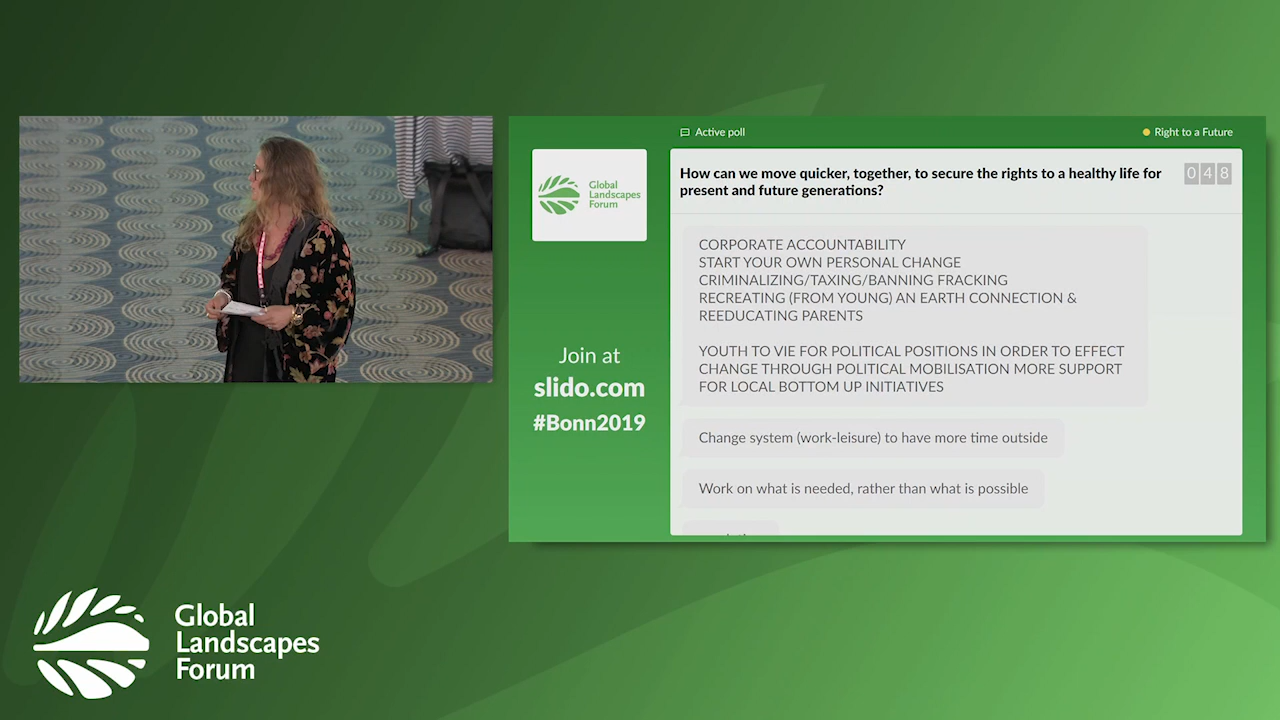 Active poll
Right to a Future
Global
Landscapes
Forum
How can we move quicker, together, to secure the rights to a healthy life for
present and future generations?
048
CORPORATE ACCOUNTABILITY
START YOUR OWN PERSONAL CHANGE
CRIMINALIZING/TAXING/BANNING FRACKING
RECREATING (FROM YOUNG) AN EARTH CONNECTION &
REEDUCATING PARENTS
YOUTH TO VIE FOR POLITICAL POSITIONS IN ORDER TO EFFECT
CHANGE THROUGH POLITICAL MOBILISATION MORE SUPPORT
FOR LOCAL BOTTOM UP INITIATIVES
Change system (work-leisure) to have more time outside
Work on what is needed, rather than what is possible
Join at
slido.com
#Bonn2019
Global
Landscapes
Forum